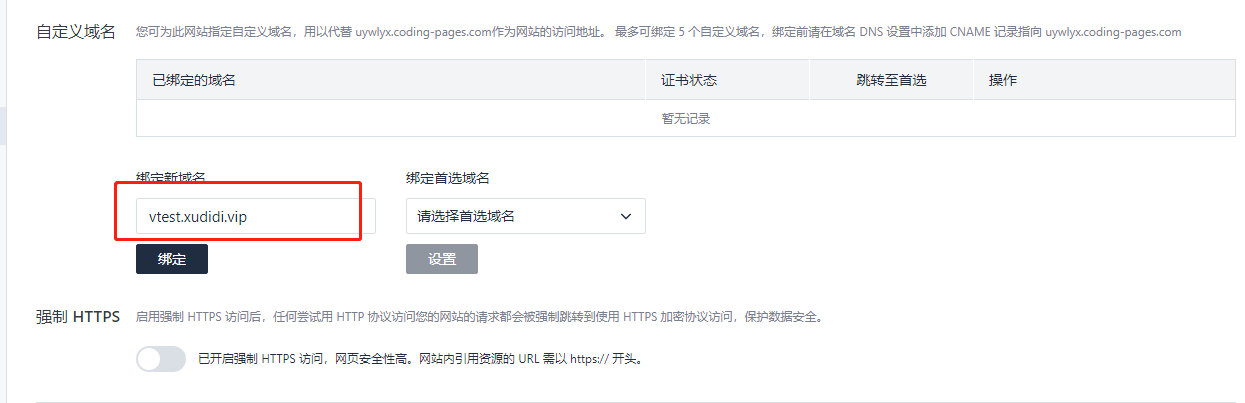 自定义域名 您可为此网站指定自定义域名，用以代替 uywlyx.coding-pages.com作为网站的访问地址。 最多可绑定 5 个自定义域名，绑定前请在域名 DNS 设置中添加 CNAME 记录指向 uywlyx.coding-pages.com
已绑定的域名 证书状态 跳转至首选 操作
暂无记录
绑定新域名 绑定首选域名
vtest.xudidi.vip 请选择首选域名
绑定 设置
强制 HTTPS 启用强制 HTTPS 访问后，任何尝试用 HTTP 协议访问您的网站的请求都会被强制跳转到使用 HTTPS 加密协议访问，保护数据安全。
已开启强制 HTTPS 访问，网页安全性高。网站内引用资源的 URL 需以 https:// 开头。